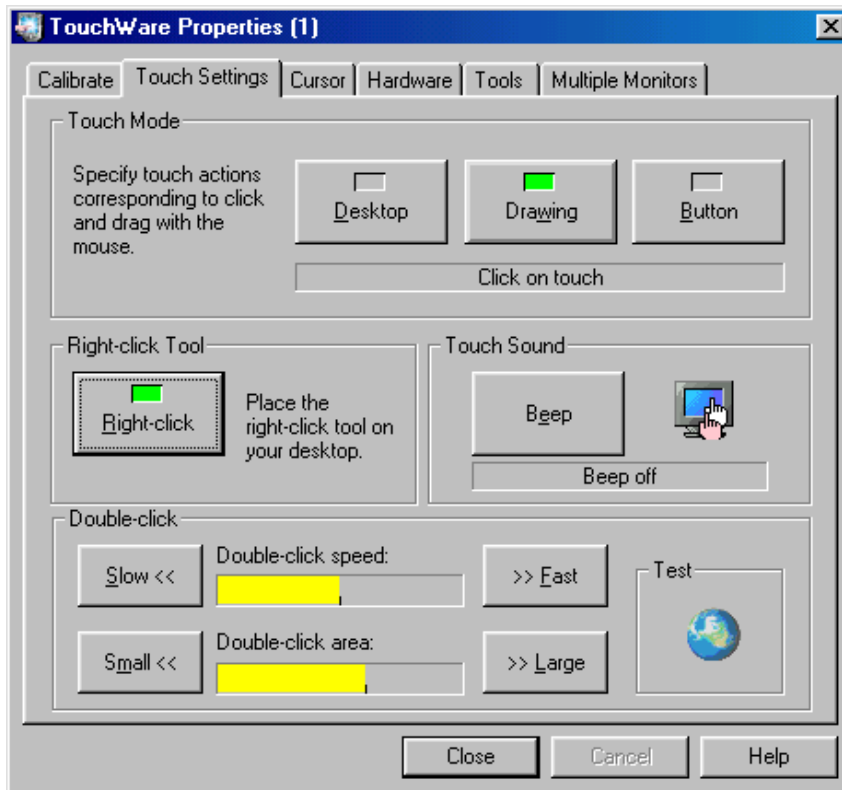 TouchWare Properties (1)
Calibrate Touch Settings Cursor Hardware Tools Multiple Monitors
Touch Mode
Specify touch actions
corresponding to click
and drag with the
mouse.
Desktop Drawing Button
Click on touch
Right-click Tool
Right-click
Place the
right-click tool on
your desktop.
Touch Sound
Beep
Beep off
Double-click
Slow << Double-click speed: >> Fast
Small << Double-click area: >> Large
Test
Close Cancel Help